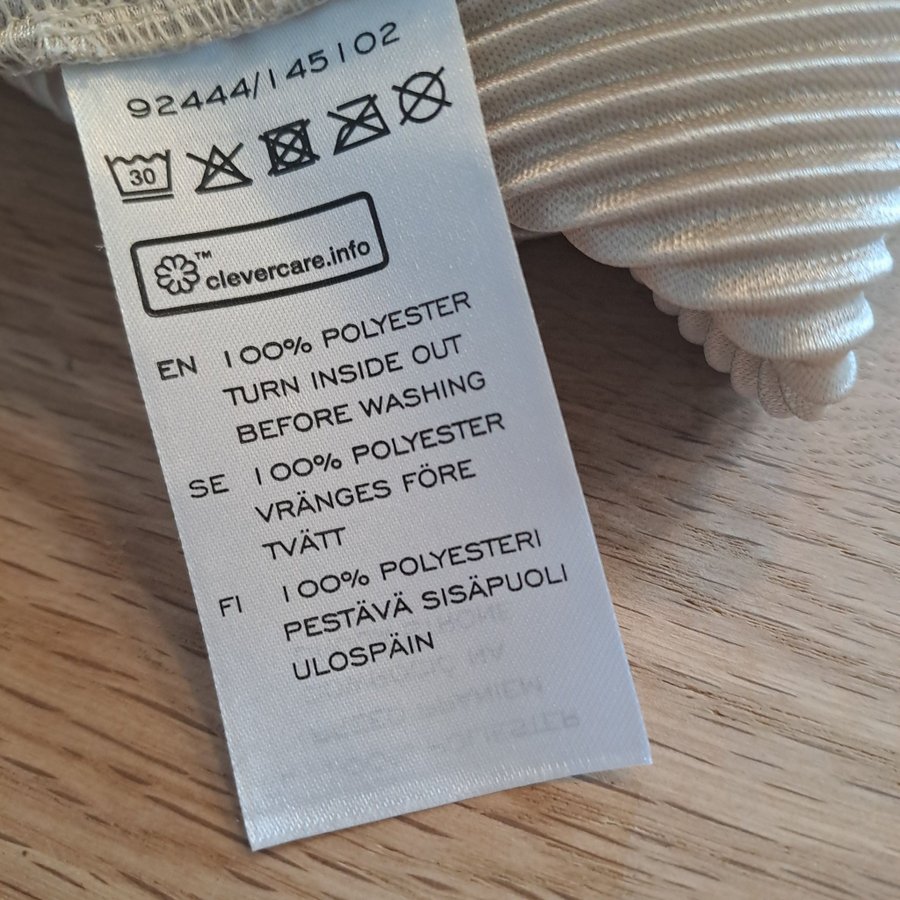 92444/145102
30
™ clevercare.info
EN 100% POLYESTER
TURN INSIDE OUT
BEFORE WASHING
SE 100% POLYESTER
VRÄNGES FÖRE
TVÄTT
FI 100% POLYESTERI
PESTÄVÄ SISÄPUOLI
ULOSPÄIN